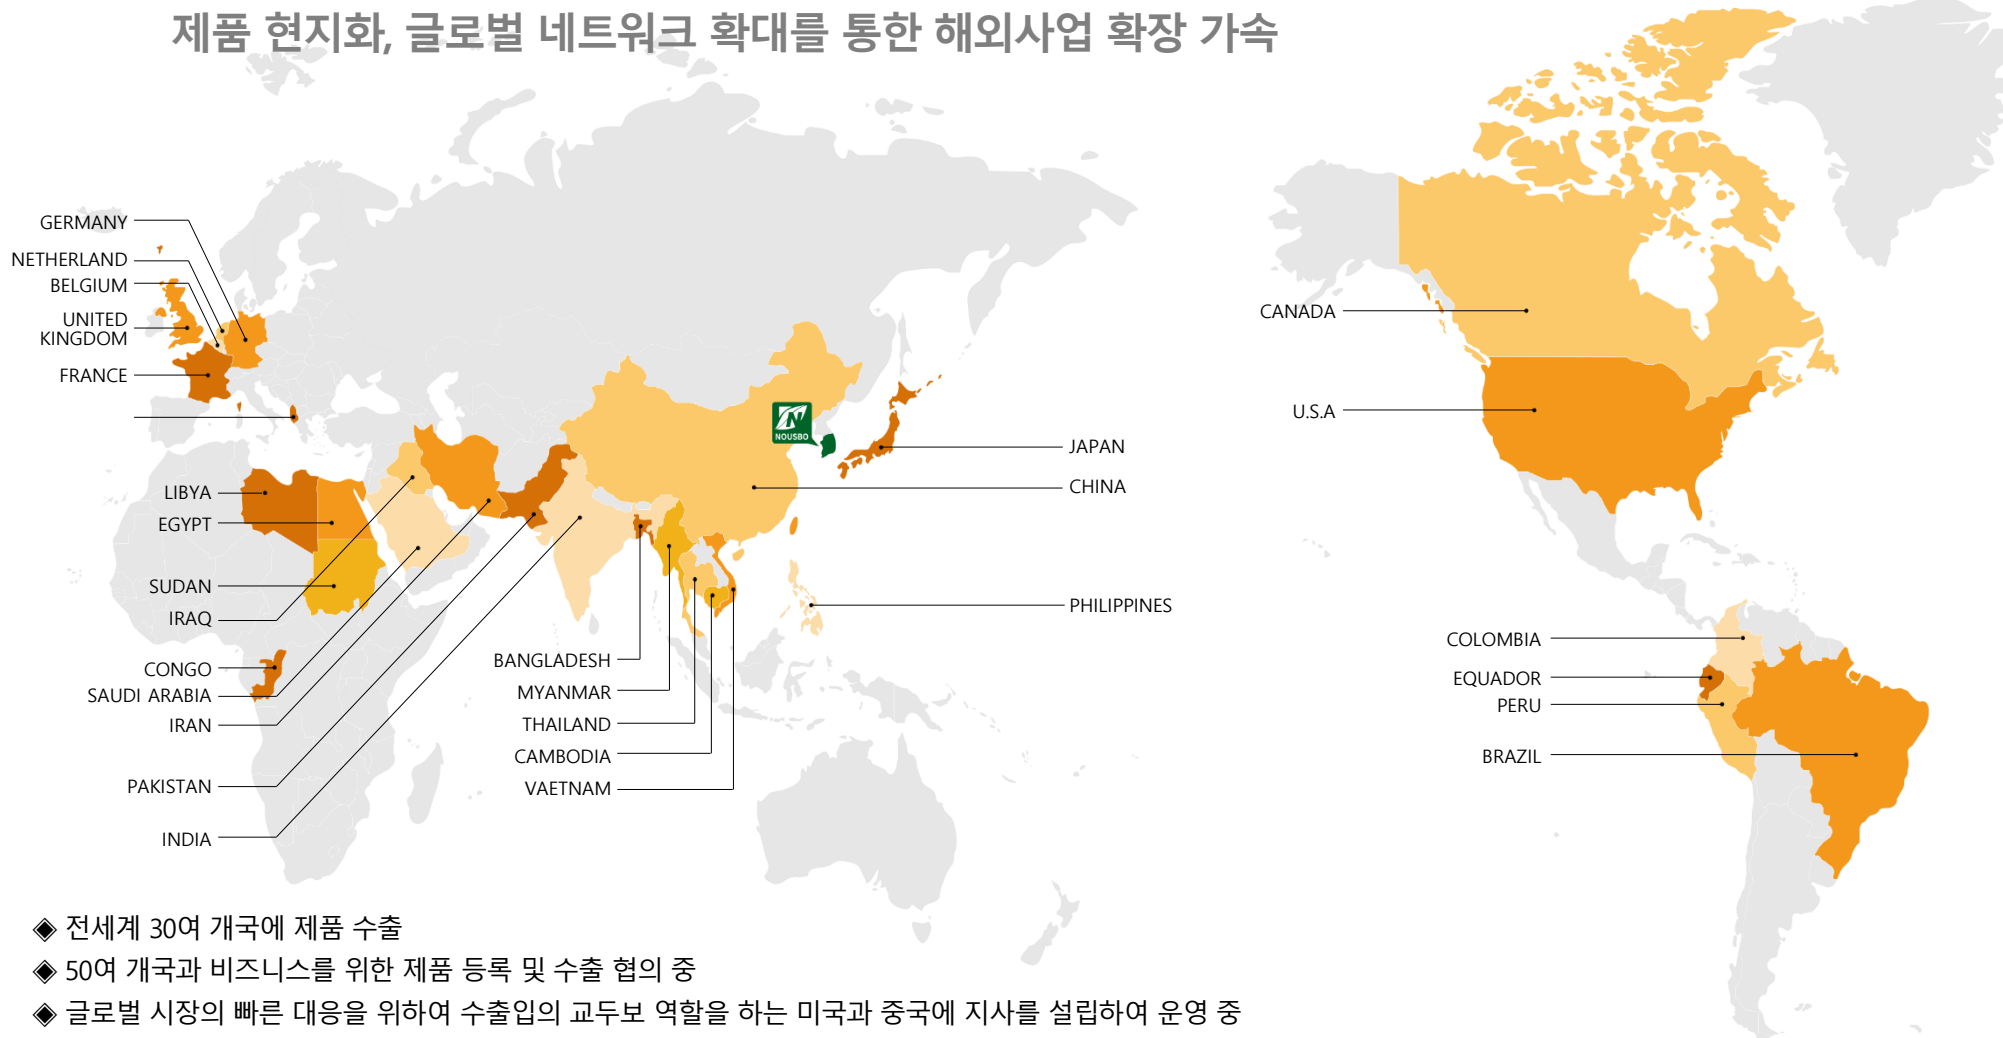 제품 현지화, 글로벌 네트워크 확대를 통한 해외사업 확장 가속
GERMANY
NETHERLAND
BELGIUM
UNITED
KINGDOM
FRANCE
LIBYA
EGYPT
SUDAN
IRAQ
CONGO
SAUDI ARABIA
IRAN
PAKISTAN
INDIA
BANGLADESH
MYANMAR
THAILAND
CAMBODIA
VAETNAM
NOUSBO
JAPAN
CHINA
PHILIPPINES
CANADA
U.S.A
COLOMBIA
EQUADOR
PERU
BRAZIL
◈ 전세계 30여 개국에 제품 수출
◈ 50여 개국과 비즈니스를 위한 제품 등록 및 수출 협의 중
◈ 글로벌 시장의 빠른 대응을 위하여 수출입의 교두보 역할을 하는 미국과 중국에 지사를 설립하여 운영 중